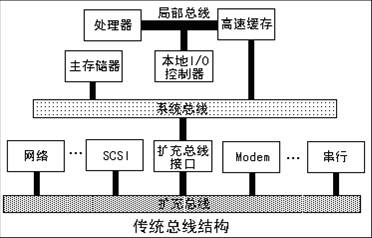 局部总线
处理器
高速缓存
主存储器
本地I/O
控制器
系统总线
网络
…
SCSI
扩充总线
接口
Modem
…
串行
扩充总线
传统总线结构